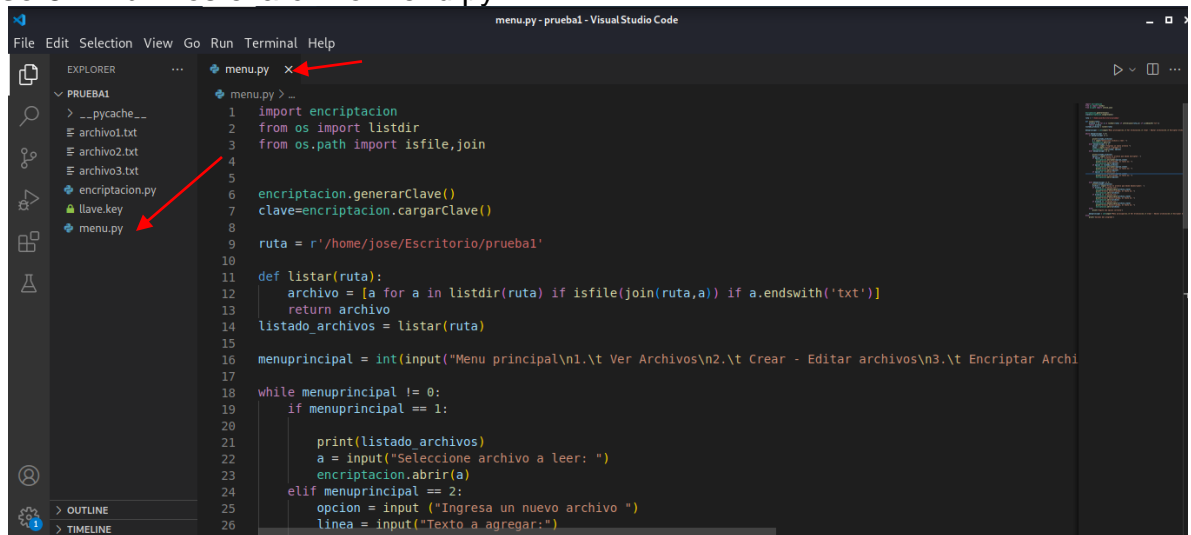 menu.py - prueba1 - Visual Studio Code
File Edit Selection View Go Run Terminal Help
EXPLORER ...
menu.py
PRUEBA1
menu.py > ...
> __pycache__
archivo1.txt
archivo2.txt
archivo3.txt
encriptacion.py
llave.key
menu.py
1 import encriptacion
2 from os import listdir
3 from os.path import isfile,join
4
5
6 encriptacion.generarClave()
7 clave=encriptacion.cargarClave()
8
9 ruta = r'/home/jose/Escritorio/prueba1'
10
11 def listar(ruta):
12 archivo = [a for a in listdir(ruta) if isfile(join(ruta,a)) if a.endswith('txt')]
13 return archivo
14 listado_archivos = listar(ruta)
15
16 menuprincipal = int(input("Menu principal\n1.\t Ver Archivos\n2.\t Crear - Editar archivos\n3.\t Encriptar Archi
17
18 while menuprincipal != 0:
19 if menuprincipal == 1:
20
21 print(listado_archivos)
22 a = input("Seleccione archivo a leer: ")
23 encriptacion.abrir(a)
24 elif menuprincipal == 2:
25 opcion = input ("Ingresa un nuevo archivo ")
26 linea = input("Texto a agregar:")
> OUTLINE
> TIMELINE
1